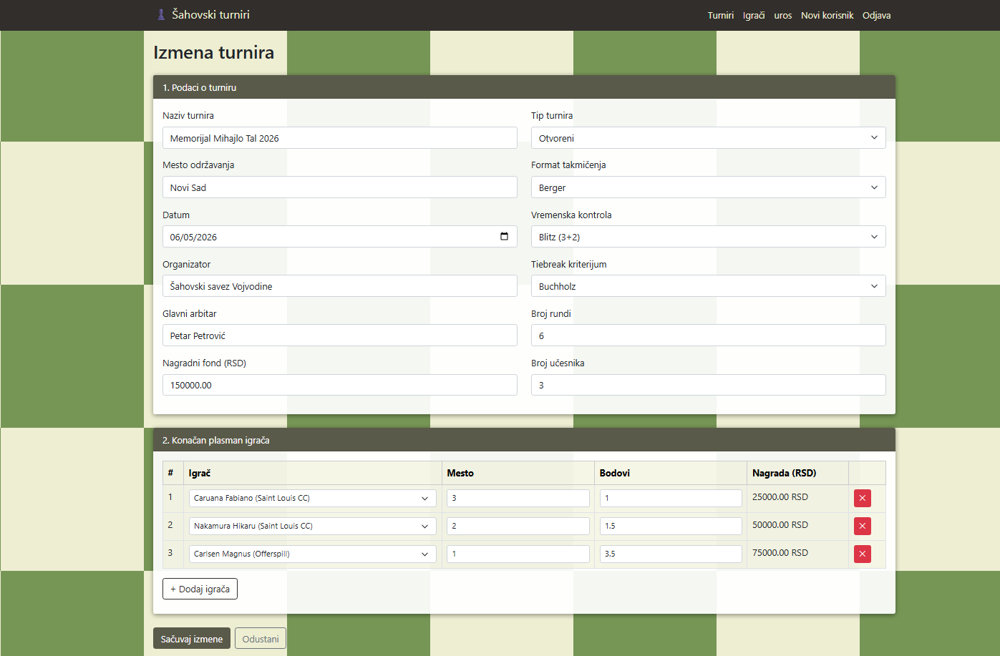 Šahovski turniri
Turniri Igrači uros Novi korisnik Odjava
Izmena turnira
1. Podaci o turniru
Naziv turnira
Memorijal Mihajlo Tal 2026
Tip turnira
Otvoreni
Mesto održavanja
Novi Sad
Format takmičenja
Berger
Datum
06/05/2026
Vremenska kontrola
Blitz (3+2)
Organizator
Šahovski savez Vojvodine
Tiebreak kriterijum
Buchholz
Glavni arbitar
Petar Petrović
Broj rundi
6
Nagradni fond (RSD)
150000.00
Broj učesnika
3
2. Konačan plasman igrača
# Igrač Mesto Bodovi Nagrada (RSD)
1 Caruana Fabiano (Saint Louis CC) 3 1 25000.00 RSD
2 Nakamura Hikaru (Saint Louis CC) 2 1.5 50000.00 RSD
3 Carlsen Magnus (Offerspill) 1 3.5 75000.00 RSD
+ Dodaj igrača
Sačuvaj izmene Odustani